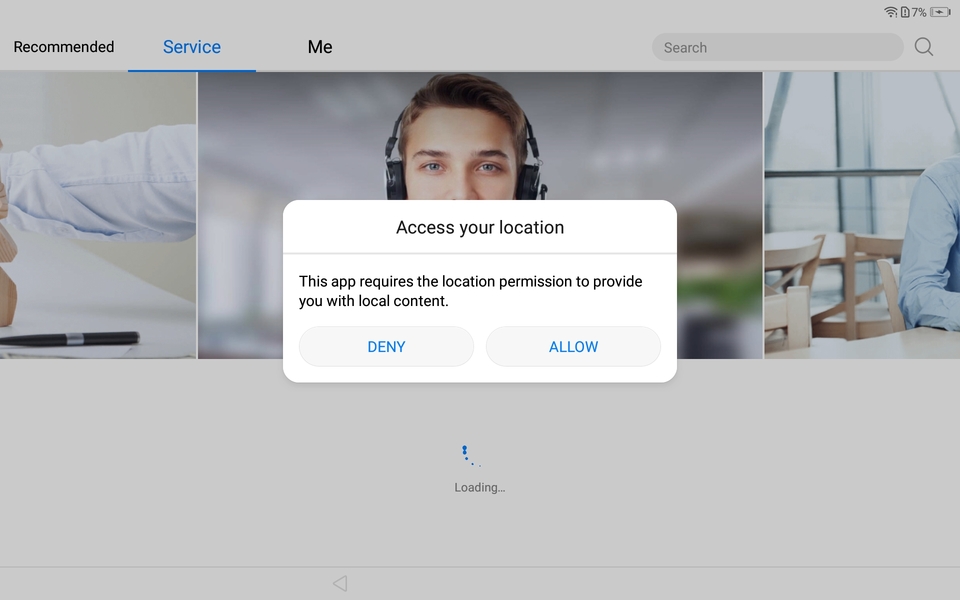 7%
Recommended
Service
Me
Search
Access your location
This app requires the location permission to provide
you with local content.
DENY
ALLOW
Loading...